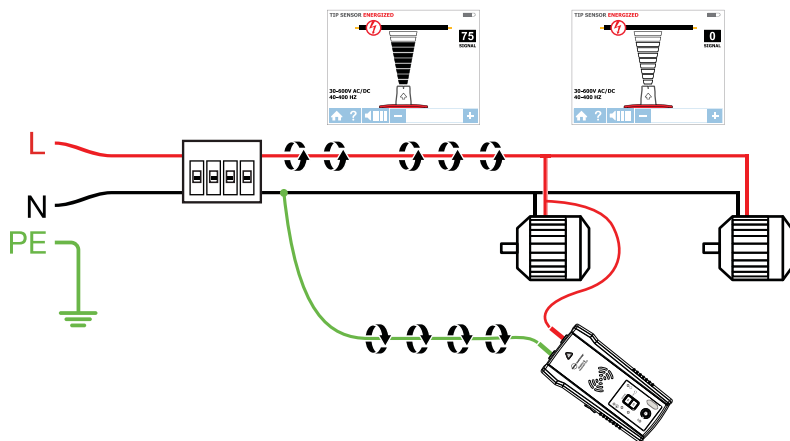 TIP SENSOR ENERGIZED
75
SIGNAL
30-600V AC/DC
40-400 HZ
?
TIP SENSOR ENERGIZED
0
SIGNAL
30-600V AC/DC
40-400 HZ
?
L
N
PE